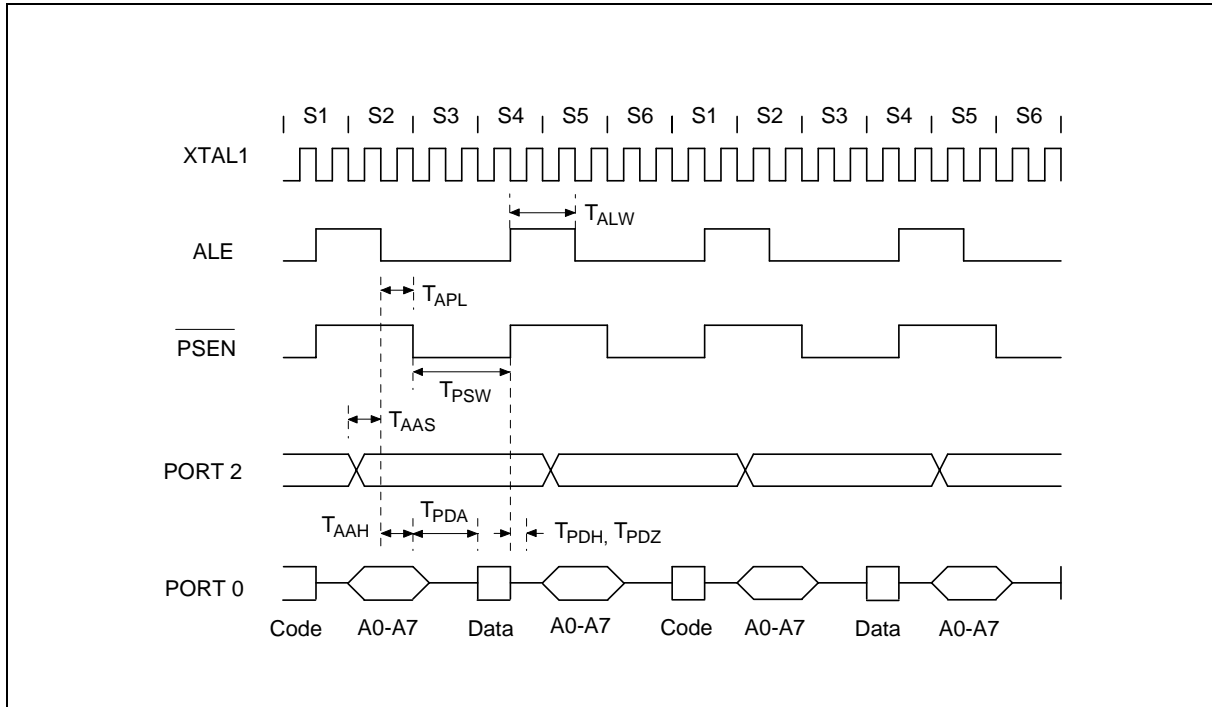 S1 S2 S3 S4 S5 S6 S1 S2 S3 S4 S5 S6
XTAL1
TALW
ALE
TAPL
PSEN
TPSW
TAAS
PORT 2
TAAH TPDA TPDH, TPDZ
PORT 0
Code A0-A7 Data A0-A7 Code A0-A7 Data A0-A7